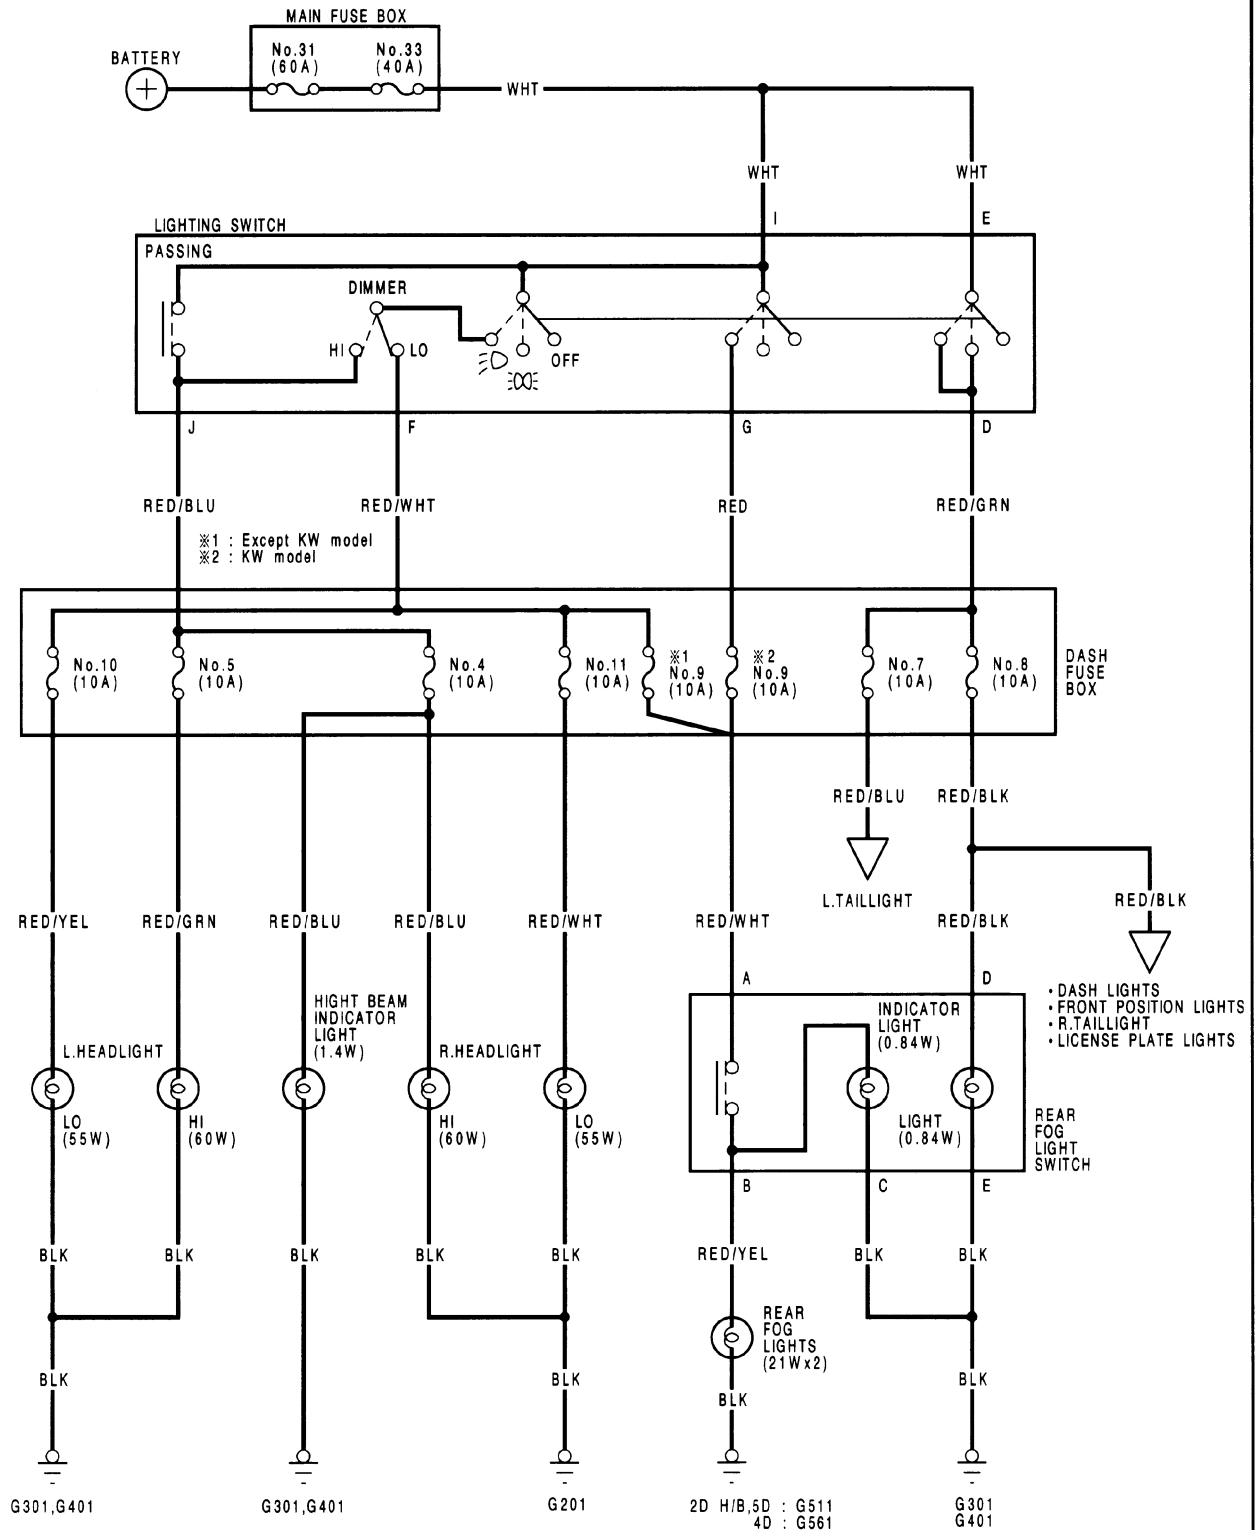 MAIN FUSE BOX
BATTERY
No.31
(60A)
No.33
(40A)
WHT
WHT
WHT
I
E
LIGHTING SWITCH
PASSING
DIMMER
HI
LO
OFF
J
F
G
D
RED/BLU
RED/WHT
RED
RED/GRN
※1 : Except KW model
※2 : KW model
No.10
(10A)
No.5
(10A)
No.4
(10A)
No.11
(10A)
※1
No.9
(10A)
※2
No.9
(10A)
No.7
(10A)
No.8
(10A)
DASH
FUSE
BOX
RED/BLU
RED/BLK
L.TAILLIGHT
RED/BLK
RED/YEL
RED/GRN
RED/BLU
RED/BLU
RED/WHT
RED/WHT
RED/BLK
A
D
• DASH LIGHTS
• FRONT POSITION LIGHTS
• R.TAILLIGHT
• LICENSE PLATE LIGHTS
HIGHT BEAM
INDICATOR
LIGHT
(1.4W)
INDICATOR
LIGHT
(0.84W)
L.HEADLIGHT
R.HEADLIGHT
LO
(55W)
HI
(60W)
HI
(60W)
LO
(55W)
LIGHT
(0.84W)
REAR
FOG
LIGHT
SWITCH
B
C
E
BLK
BLK
BLK
BLK
BLK
RED/YEL
BLK
BLK
REAR
FOG
LIGHTS
(21Wx2)
BLK
BLK
BLK
BLK
G301,G401
G301,G401
G201
2D H/B,5D : G511
4D : G561
G301
G401